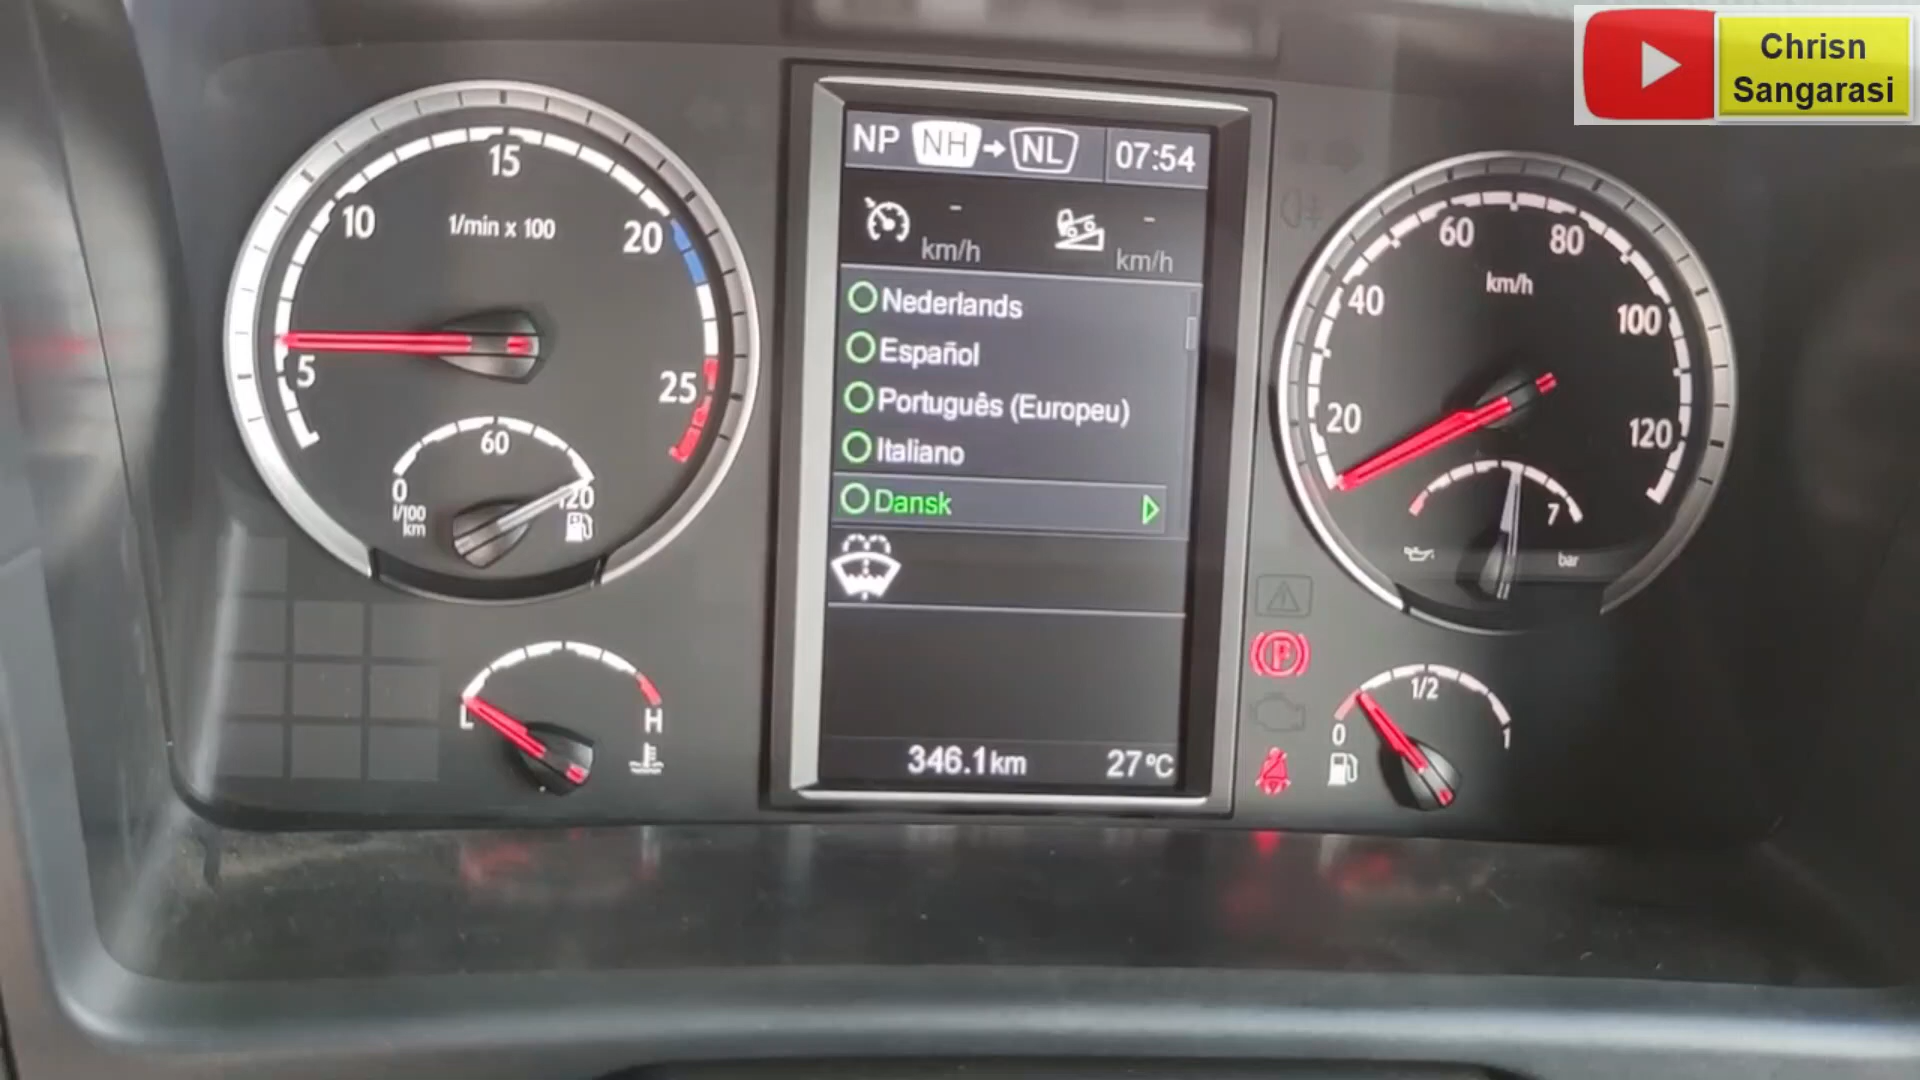 Chrisn
Sangarasi
NP NH NL 07:54
- -
km/h km/h
Nederlands
Español
Português (Europeu)
Italiano
Dansk
346.1km 27°C
5 10 15 20 25
1/min x 100
0 60 120
l/100
km
L H
20 40 60 80 100 120
km/h
7
bar
P
0 1/2 1